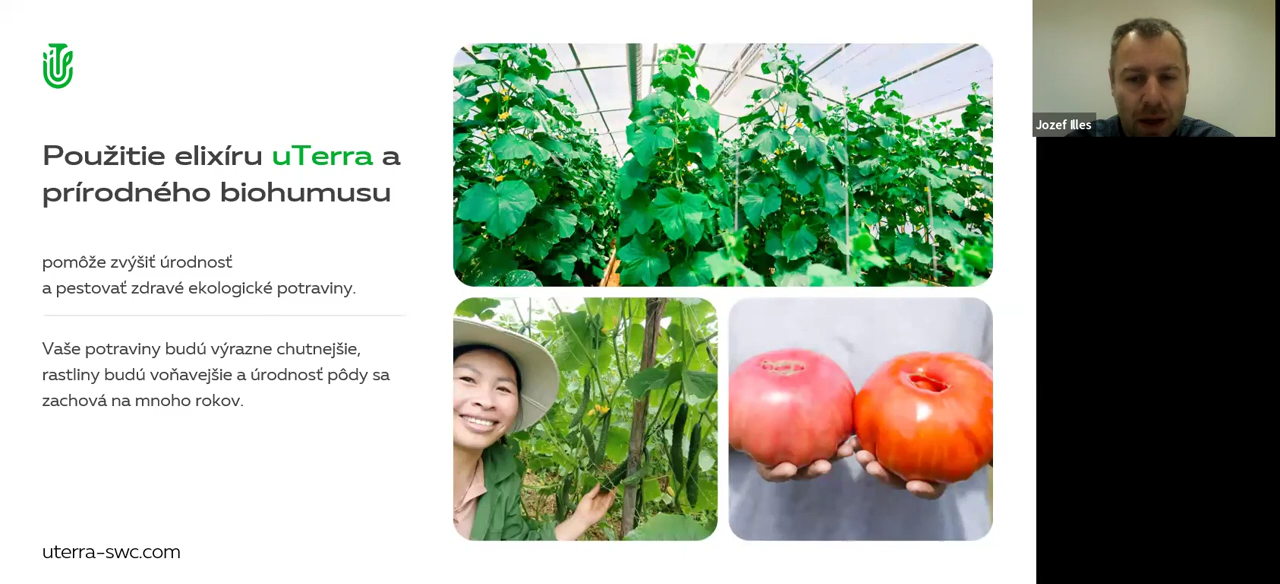 Použitie elixíru uTerra a
prírodného biohumusu
pomôže zvýšiť úrodnosť
a pestovať zdravé ekologické potraviny.
Vaše potraviny budú výrazne chutnejšie,
rastliny budú voňavejšie a úrodnosť pôdy sa
zachová na mnoho rokov.
uterra-swc.com
Jozef Illes